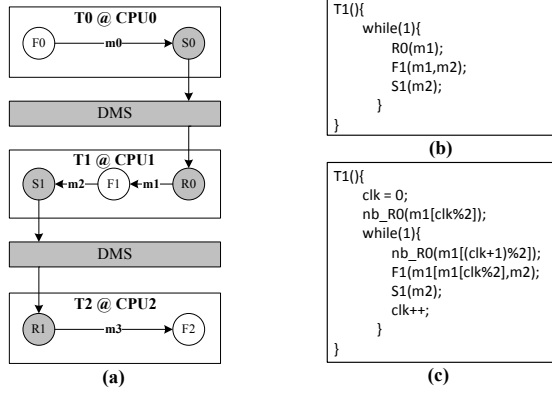 T0 @ CPU0
F0
m0
S0
DMS
T1 @ CPU1
S1
m2
F1
m1
R0
DMS
T2 @ CPU2
R1
m3
F2
(a)
T1(){
while(1){
R0(m1);
F1(m1,m2);
S1(m2);
}
}
(b)
T1(){
clk = 0;
nb_R0(m1[clk%2]);
while(1){
nb_R0(m1[(clk+1)%2]);
F1(m1[m1[clk%2],m2);
S1(m2);
clk++;
}
}
(c)